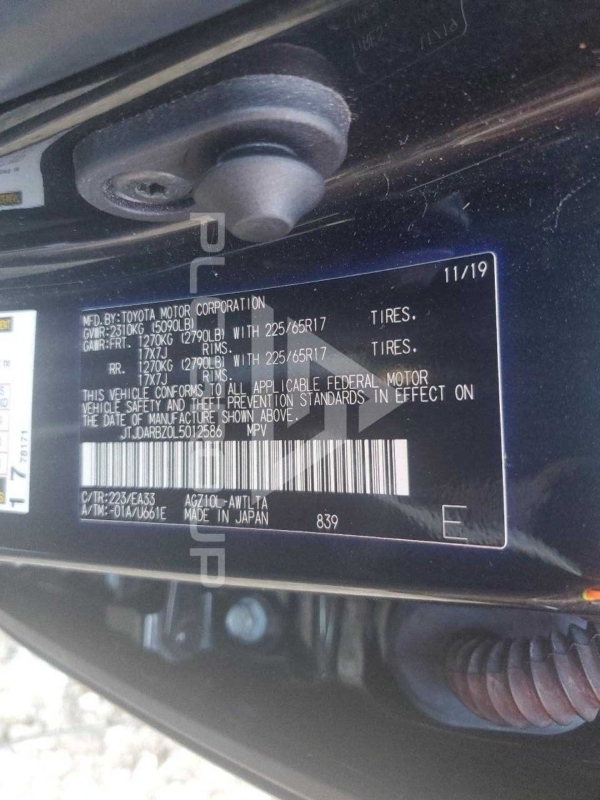 11/19
MFD.BY:TOYOTA MOTOR CORPORATION
GVWR:2310KG (5090LB)
GAWR:FRT. 1270KG (2790LB) WITH 225/65R17 TIRES.
17X7J RIMS.
RR. 1270KG (2790LB) WITH 225/65R17 TIRES.
17X7J RIMS.
THIS VEHICLE CONFORMS TO ALL APPLICABLE FEDERAL MOTOR
VEHICLE SAFETY AND THEFT PREVENTION STANDARDS IN EFFECT ON
THE DATE OF MANUFACTURE SHOWN ABOVE.
JTJDARBZ0L5012586 MPV
C/TR:223/EA33 AGZ10L-AWTLTA
A/TM:-01A/U661E MADE IN JAPAN 839
E
17
78171